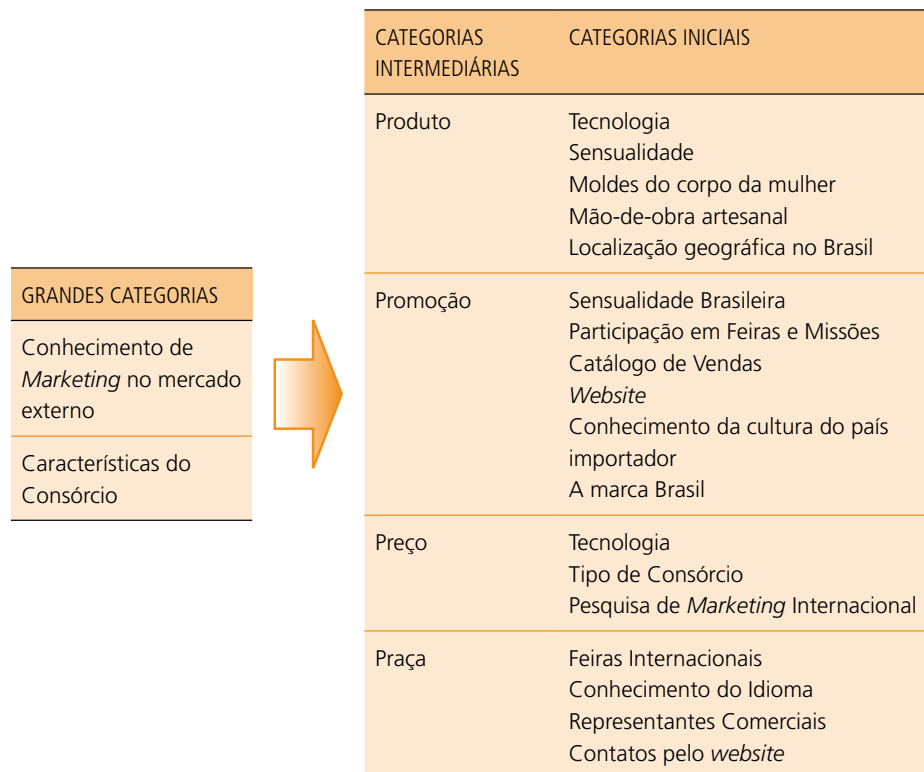 GRANDES CATEGORIAS
Conhecimento de
Marketing no mercado
externo
Características do
Consórcio
CATEGORIAS INTERMEDIÁRIAS CATEGORIAS INICIAIS
Produto Tecnologia
Sensualidade
Moldes do corpo da mulher
Mão-de-obra artesanal
Localização geográfica no Brasil
Promoção Sensualidade Brasileira
Participação em Feiras e Missões
Catálogo de Vendas
Website
Conhecimento da cultura do país
importador
A marca Brasil
Preço Tecnologia
Tipo de Consórcio
Pesquisa de Marketing Internacional
Praça Feiras Internacionais
Conhecimento do Idioma
Representantes Comerciais
Contatos pelo website